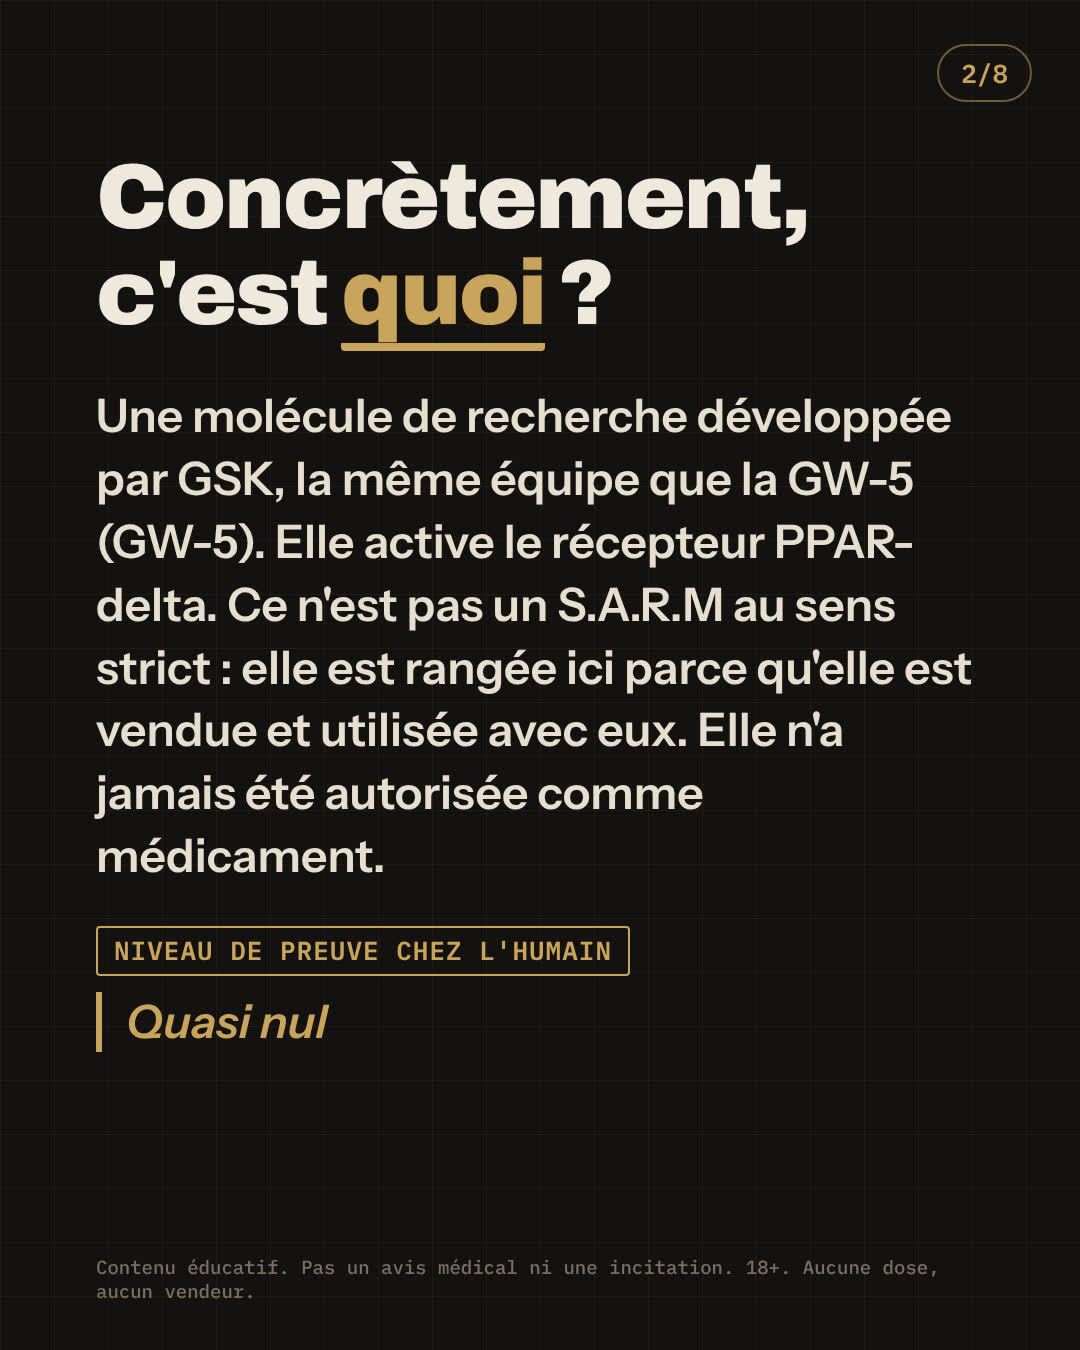 2/8
Concrètement,
c'est quoi ?
Une molécule de recherche développée
par GSK, la même équipe que la GW-5
(GW-5). Elle active le récepteur PPAR-
delta. Ce n'est pas un S.A.R.M au sens
strict : elle est rangée ici parce qu'elle est
vendue et utilisée avec eux. Elle n'a
jamais été autorisée comme
médicament.
NIVEAU DE PREUVE CHEZ L'HUMAIN
Quasi nul
Contenu éducatif. Pas un avis médical ni une incitation. 18+. Aucune dose,
aucun vendeur.